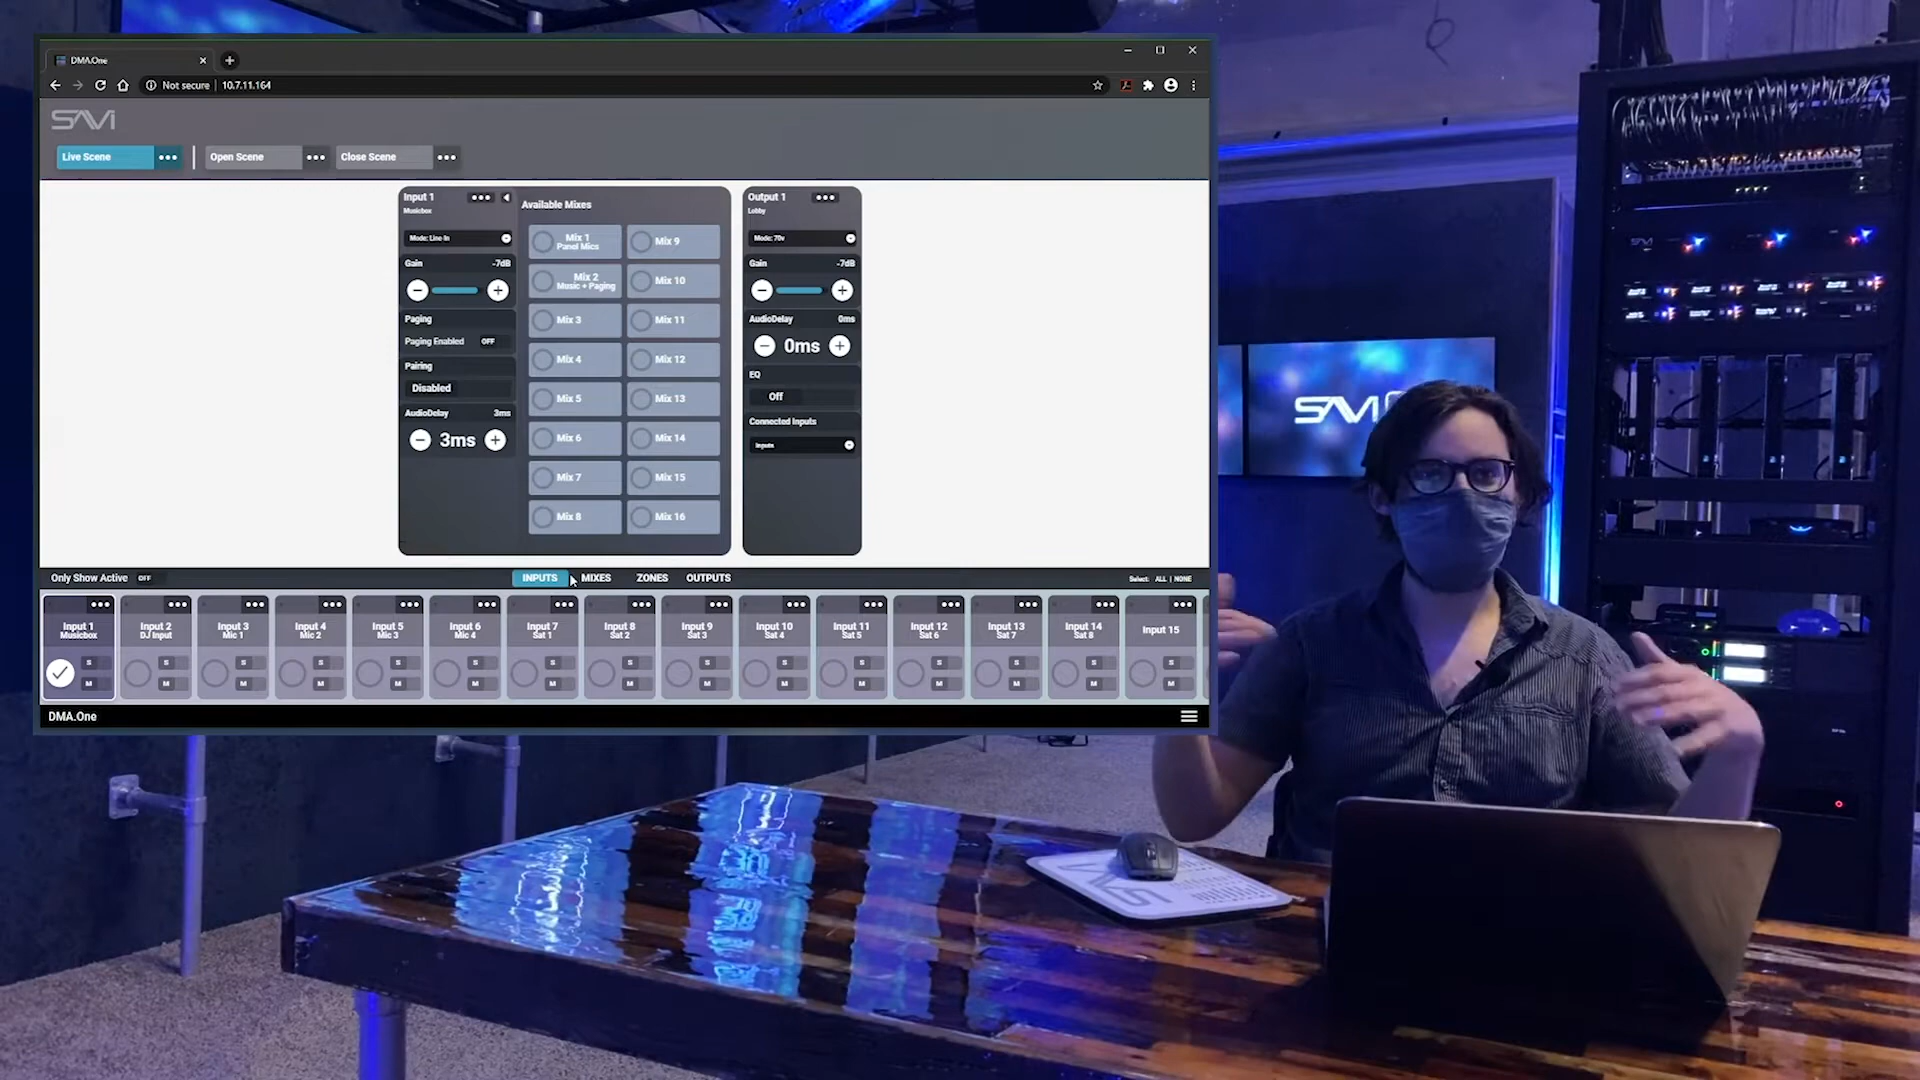 DMA.One
Not secure | 10.7.11.164
SAVI
Live Scene
Open Scene
Close Scene
Input 1
Musicbox
Mode: Line-In
Gain -7dB
Paging
Paging Enabled OFF
Pairing
Disabled
AudioDelay 3ms
3ms
Available Mixes
Mix 1
Panel Mics
Mix 2
Music + Paging
Mix 3
Mix 4
Mix 5
Mix 6
Mix 7
Mix 8
Mix 9
Mix 10
Mix 11
Mix 12
Mix 13
Mix 14
Mix 15
Mix 16
Output 1
Lobby
Mode: 70v
Gain -7dB
AudioDelay 0ms
0ms
EQ
Off
Connected Inputs
Inputs
Only Show Active OFF
INPUTS MIXES ZONES OUTPUTS
Select: ALL | NONE
Input 1
Musicbox
S
M
Input 2
DJ Input
S
M
Input 3
Mic 1
S
M
Input 4
Mic 2
S
M
Input 5
Mic 3
S
M
Input 6
Mic 4
S
M
Input 7
Sat 1
S
M
Input 8
Sat 2
S
M
Input 9
Sat 3
S
M
Input 10
Sat 4
S
M
Input 11
Sat 5
S
M
Input 12
Sat 6
S
M
Input 13
Sat 7
S
M
Input 14
Sat 8
S
M
Input 15
S
M
DMA.One
SAVI
SAVI